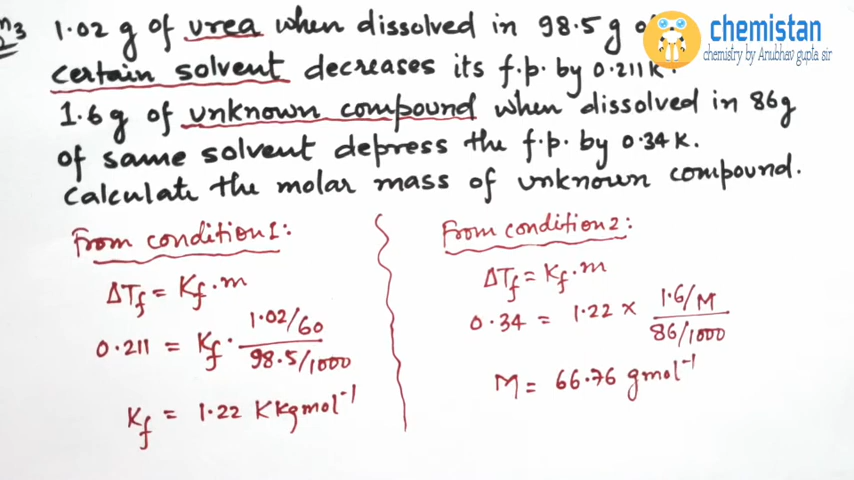 1.02 g of urea when dissolved in 98.5 g of
certain solvent decreases its f.p. by 0.211K.
1.6 g of unknown compound when dissolved in 86g
of same solvent depress the f.p. by 0.34 K.
calculate the molar mass of unknown compound.
chemistan
chemistry by Anubhav gupta sir
From condition 1:
ΔTf = Kf · m
0.211 = Kf · 1.02/60
98.5/1000
Kf = 1.22 K Kg mol⁻¹
From condition 2:
ΔTf = Kf · m
0.34 = 1.22 × 1.6/M
86/1000
M = 66.76 g mol⁻¹